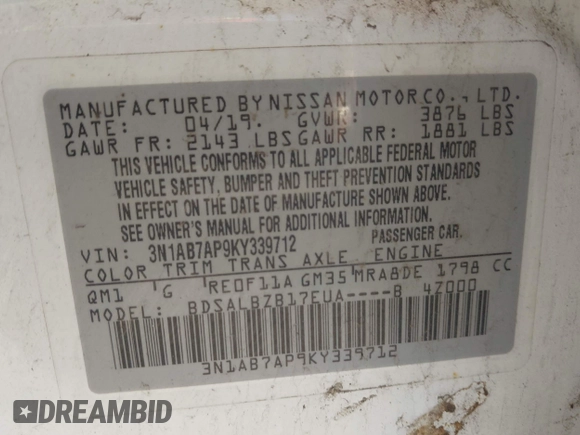 MANUFACTURED BY NISSAN MOTOR CO., LTD.
DATE: 04/19. GVWR: 3876 LBS
GAWR FR: 2143 LBS GAWR RR: 1881 LBS
THIS VEHICLE CONFORMS TO ALL APPLICABLE FEDERAL MOTOR
VEHICLE SAFETY, BUMPER AND THEFT PREVENTION STANDARDS
IN EFFECT ON THE DATE OF MANUFACTURE SHOWN ABOVE.
SEE OWNER'S MANUAL FOR ADDITIONAL INFORMATION.
VIN: 3N1AB7AP9KY339712 PASSENGER CAR.
COLOR TRIM TRANS AXLE ENGINE
QM1 G RE0F11A GM35 MRA8DE 1798 CC
MODEL: BDSALBZB17EUA----B 4Z000
3N1AB7AP9KY339712
DREAMBID